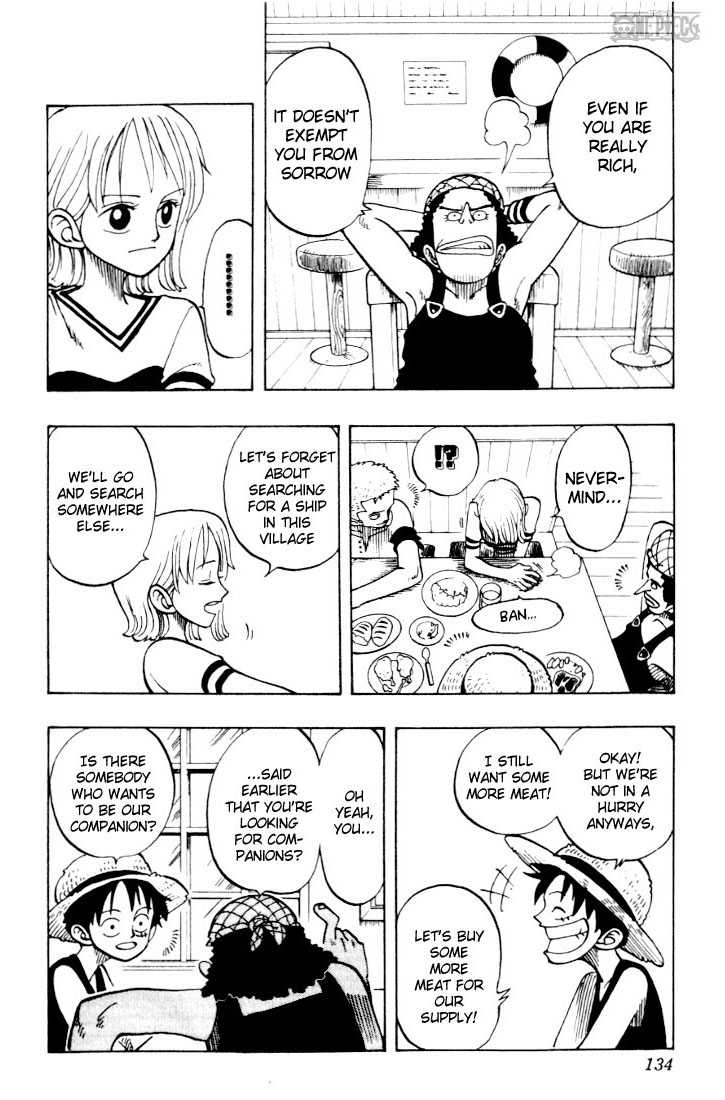 ONE PIECE
EVEN IF
YOU ARE
REALLY
RICH,
IT DOESN'T
EXEMPT
YOU FROM
SORROW
.........
NEVER-
MIND...
!?
BAN...
LET'S FORGET
ABOUT
SEARCHING
FOR A SHIP
IN THIS
VILLAGE
WE'LL GO
AND SEARCH
SOMEWHERE
ELSE...
OKAY!
BUT WE'RE
NOT IN A
HURRY
ANYWAYS,
I STILL
WANT SOME
MORE MEAT!
LET'S BUY
SOME
MORE
MEAT FOR
OUR
SUPPLY!
OH
YEAH,
YOU...
...SAID
EARLIER
THAT YOU'RE
LOOKING
FOR COM-
PANIONS?
IS THERE
SOMEBODY
WHO WANTS
TO BE OUR
COMPANION?
134